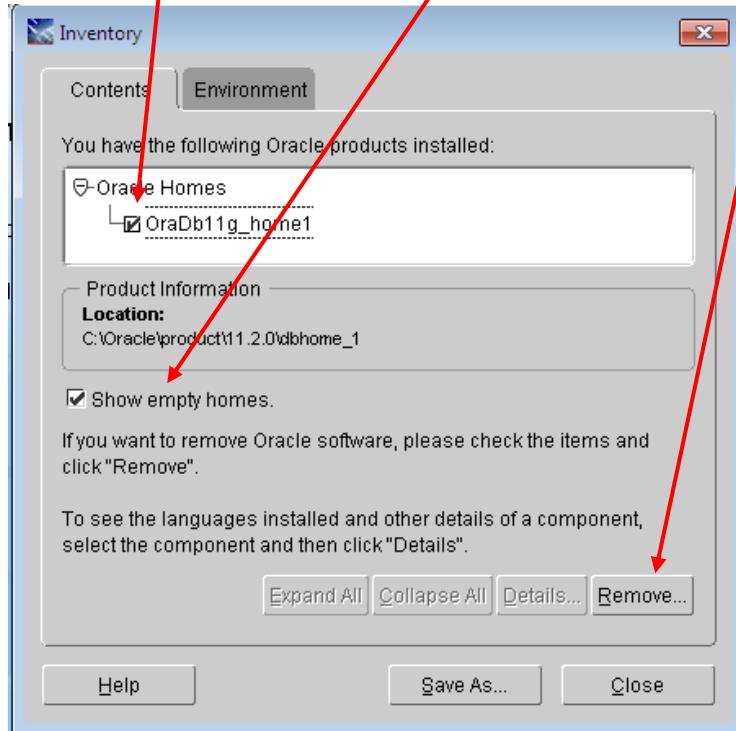 Inventory
Contents Environment
You have the following Oracle products installed:
Oracle Homes
OraDb11g_home1
Product Information
Location:
C:\Oracle\product\11.2.0\dbhome_1
Show empty homes.
If you want to remove Oracle software, please check the items and
click "Remove".
To see the languages installed and other details of a component,
select the component and then click "Details".
Expand All Collapse All Details... Remove...
Help Save As... Close